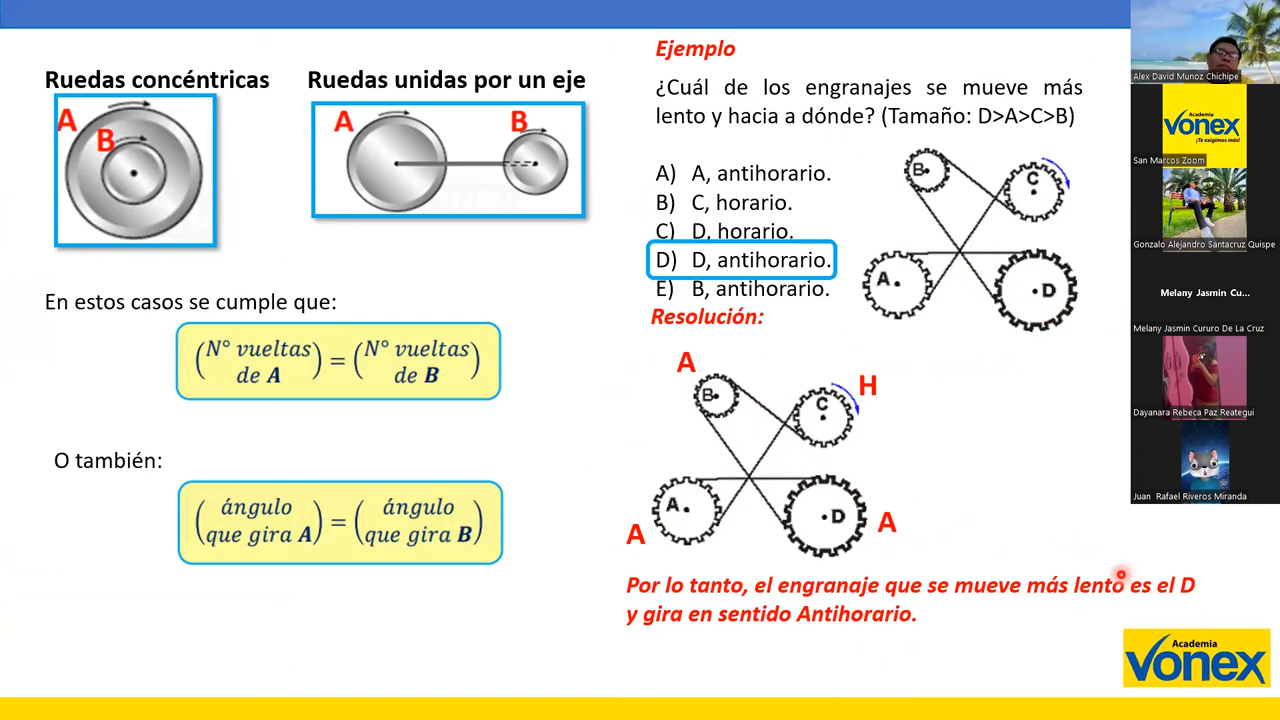 Ruedas concéntricas
A
B
Ruedas unidas por un eje
A
B
En estos casos se cumple que:
(N° vueltas de A) = (N° vueltas de B)
O también:
(ángulo que gira A) = (ángulo que gira B)
Ejemplo
¿Cuál de los engranajes se mueve más
lento y hacia a dónde? (Tamaño: D>A>C>B)
A) A, antihorario.
B) C, horario.
C) D, horario.
D) D, antihorario.
E) B, antihorario.
B
C
A
D
Resolución:
A
B
C
H
A
A
D
A
Por lo tanto, el engranaje que se mueve más lento es el D
y gira en sentido Antihorario.
Alex David Munoz Chichipe
Academia
Vonex
¡Te exigimos más!
San Marcos Zoom
Gonzalo Alejandro Santacruz Quispe
Melany Jasmin Cu...
Melany Jasmin Cururo De La Cruz
Dayanara Rebeca Paz Reategui
Juan Rafael Riveros Miranda
Academia
Vonex